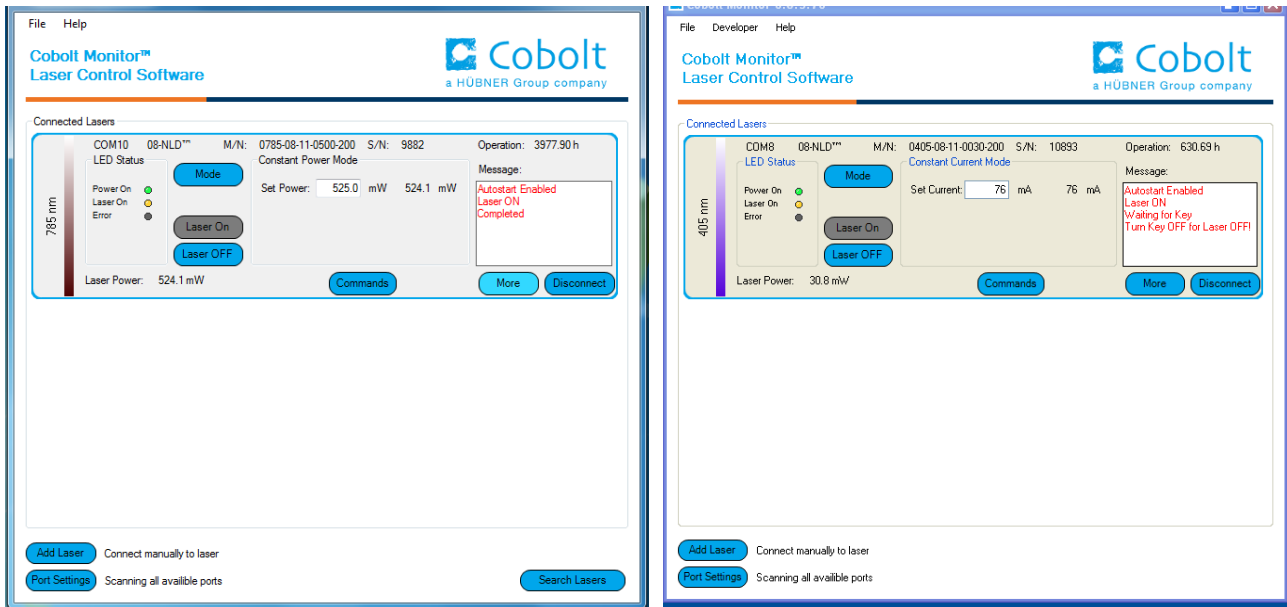 File Help
Cobolt Monitor™
Laser Control Software
Cobolt
a HÜBNER Group company
Connected Lasers
COM10 08-NLD™ M/N: 0785-08-11-0500-200 S/N: 9882 Operation: 3977.90 h
LED Status
Power On
Laser On
Error
Mode
Laser On
Laser OFF
Constant Power Mode
Set Power: 525.0 mW 524.1 mW
Message:
Autostart Enabled
Laser ON
Completed
785 nm
Laser Power: 524.1 mW
Commands
More
Disconnect
Add Laser Connect manually to laser
Port Settings Scanning all availible ports
Search Lasers
File Developer Help
Cobolt Monitor™
Laser Control Software
Cobolt
a HÜBNER Group company
Connected Lasers
COM8 08-NLD™ M/N: 0405-08-11-0030-200 S/N: 10893 Operation: 630.69 h
LED Status
Power On
Laser On
Error
Mode
Laser On
Laser OFF
Constant Current Mode
Set Current: 76 mA 76 mA
Message:
Autostart Enabled
Laser ON
Waiting for Key
Turn Key OFF for Laser OFF!
405 nm
Laser Power: 30.8 mW
Commands
More
Disconnect
Add Laser Connect manually to laser
Port Settings Scanning all availible ports